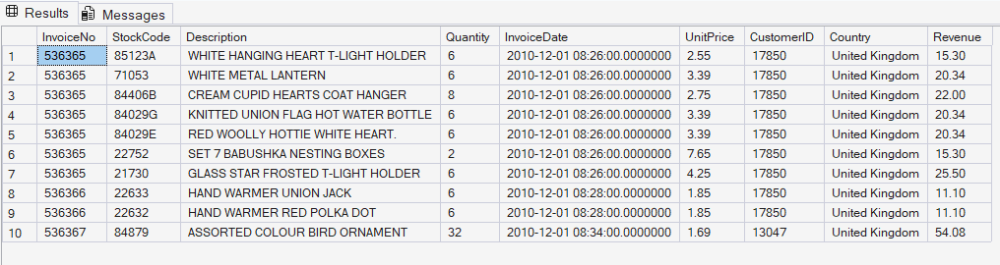 Results Messages
InvoiceNo StockCode Description Quantity InvoiceDate UnitPrice CustomerID Country Revenue
1 536365 85123A WHITE HANGING HEART T-LIGHT HOLDER 6 2010-12-01 08:26:00.0000000 2.55 17850 United Kingdom 15.30
2 536365 71053 WHITE METAL LANTERN 6 2010-12-01 08:26:00.0000000 3.39 17850 United Kingdom 20.34
3 536365 84406B CREAM CUPID HEARTS COAT HANGER 8 2010-12-01 08:26:00.0000000 2.75 17850 United Kingdom 22.00
4 536365 84029G KNITTED UNION FLAG HOT WATER BOTTLE 6 2010-12-01 08:26:00.0000000 3.39 17850 United Kingdom 20.34
5 536365 84029E RED WOOLLY HOTTIE WHITE HEART. 6 2010-12-01 08:26:00.0000000 3.39 17850 United Kingdom 20.34
6 536365 22752 SET 7 BABUSHKA NESTING BOXES 2 2010-12-01 08:26:00.0000000 7.65 17850 United Kingdom 15.30
7 536365 21730 GLASS STAR FROSTED T-LIGHT HOLDER 6 2010-12-01 08:26:00.0000000 4.25 17850 United Kingdom 25.50
8 536366 22633 HAND WARMER UNION JACK 6 2010-12-01 08:28:00.0000000 1.85 17850 United Kingdom 11.10
9 536366 22632 HAND WARMER RED POLKA DOT 6 2010-12-01 08:28:00.0000000 1.85 17850 United Kingdom 11.10
10 536367 84879 ASSORTED COLOUR BIRD ORNAMENT 32 2010-12-01 08:34:00.0000000 1.69 13047 United Kingdom 54.08